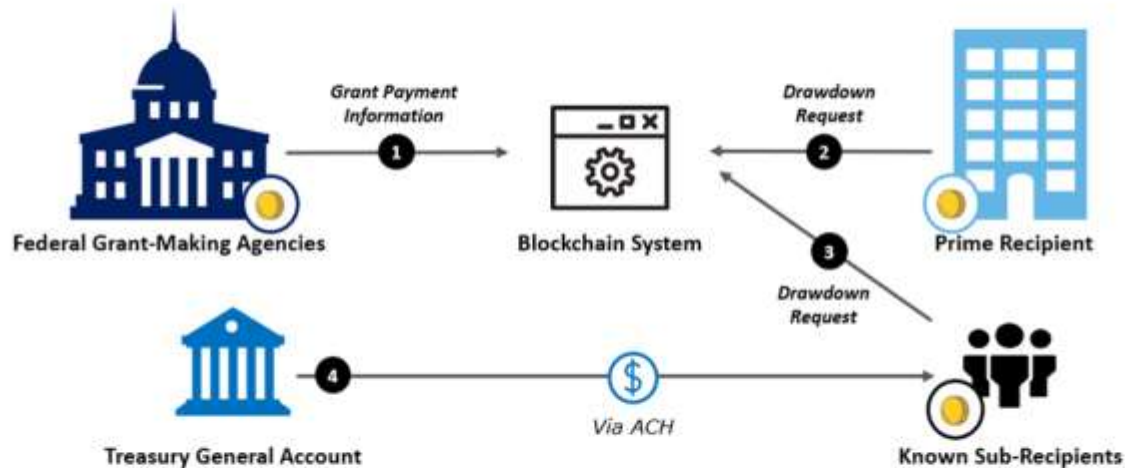 Grant Payment
Information
1
Federal Grant-Making Agencies
Blockchain System
Drawdown
Request
2
Prime Recipient
3
Drawdown
Request
4
$
Via ACH
Treasury General Account
Known Sub-Recipients